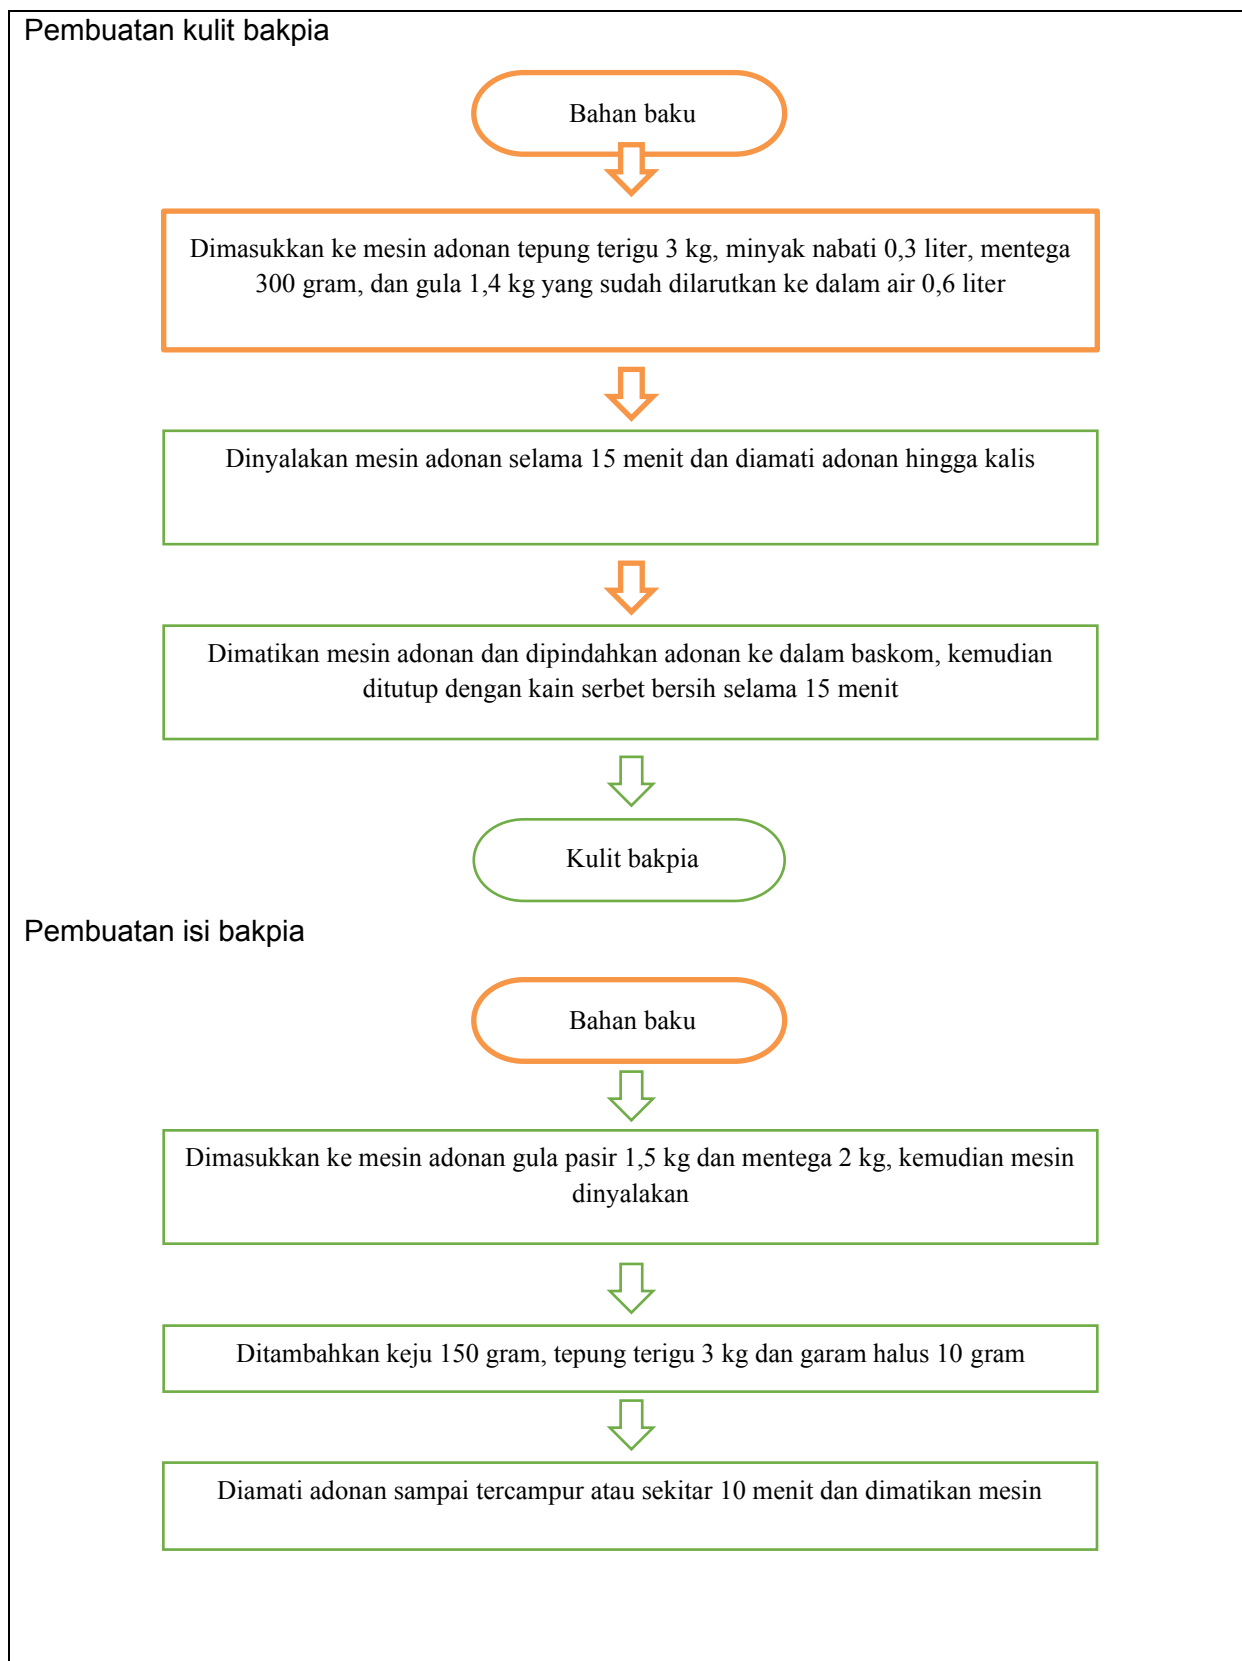 Pembuatan kulit bakpia
Bahan baku
Dimasukkan ke mesin adonan tepung terigu 3 kg, minyak nabati 0,3 liter, mentega
300 gram, dan gula 1,4 kg yang sudah dilarutkan ke dalam air 0,6 liter
Dinyalakan mesin adonan selama 15 menit dan diamati adonan hingga kalis
Dimatikan mesin adonan dan dipindahkan adonan ke dalam baskom, kemudian
ditutup dengan kain serbet bersih selama 15 menit
Kulit bakpia
Pembuatan isi bakpia
Bahan baku
Dimasukkan ke mesin adonan gula pasir 1,5 kg dan mentega 2 kg, kemudian mesin
dinyalakan
Ditambahkan keju 150 gram, tepung terigu 3 kg dan garam halus 10 gram
Diamati adonan sampai tercampur atau sekitar 10 menit dan dimatikan mesin